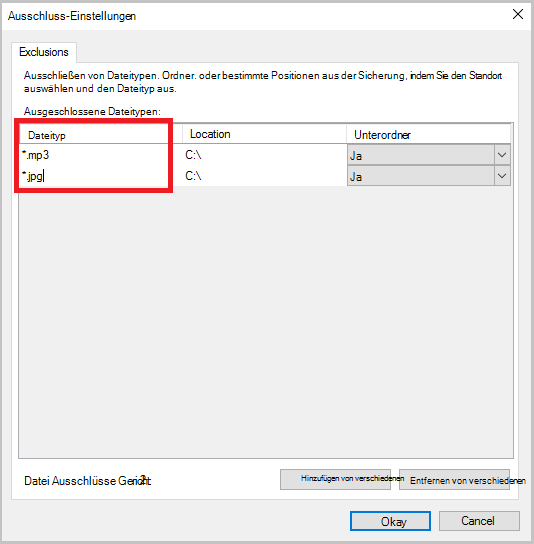 Ausschluss-Einstellungen
Exclusions
Ausschließen von Dateitypen. Ordner. oder bestimmte Positionen aus der Sicherung, indem Sie den Standort
auswählen und den Dateityp aus.
Ausgeschlossene Dateitypen:
Dateityp Location Unterordner
*.mp3 C:\ Ja
*.jpg C:\ Ja
Datei Ausschlüsse Gericht 2 Hinzufügen von verschiedenen Entfernen von verschiedenen
Okay Cancel